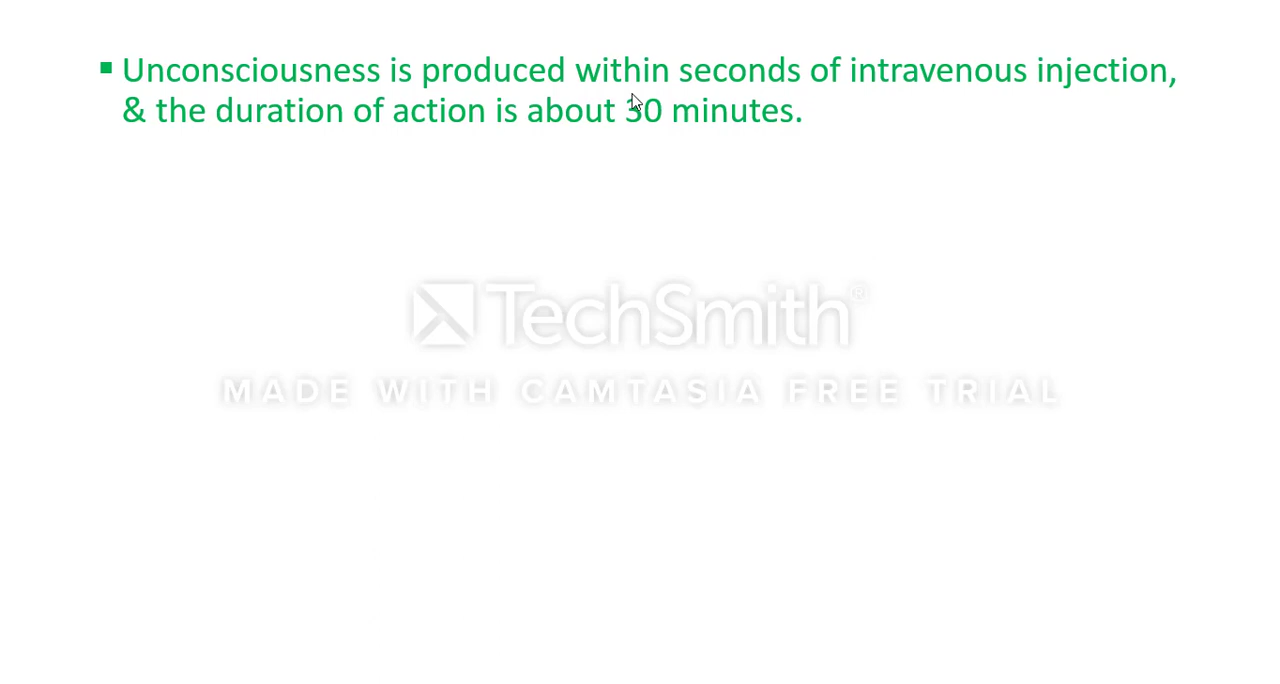 ▪ Unconsciousness is produced within seconds of intravenous injection,
& the duration of action is about 30 minutes.
TechSmith®
MADE WITH CAMTASIA FREE TRIAL